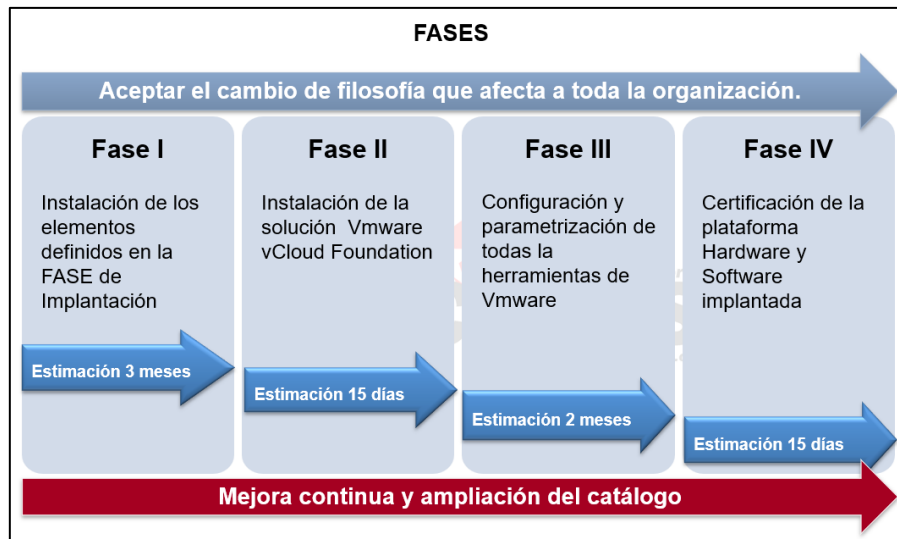 FASES
Aceptar el cambio de filosofía que afecta a toda la organización.
Fase I
Instalación de los
elementos
definidos en la
FASE de
Implantación
Estimación 3 meses
Fase II
Instalación de la
solución Vmware
vCloud Foundation
Estimación 15 días
Fase III
Configuración y
parametrización de
todas la
herramientas de
Vmware
Estimación 2 meses
Fase IV
Certificación de la
plataforma
Hardware y
Software
implantada
Estimación 15 días
Mejora continua y ampliación del catálogo